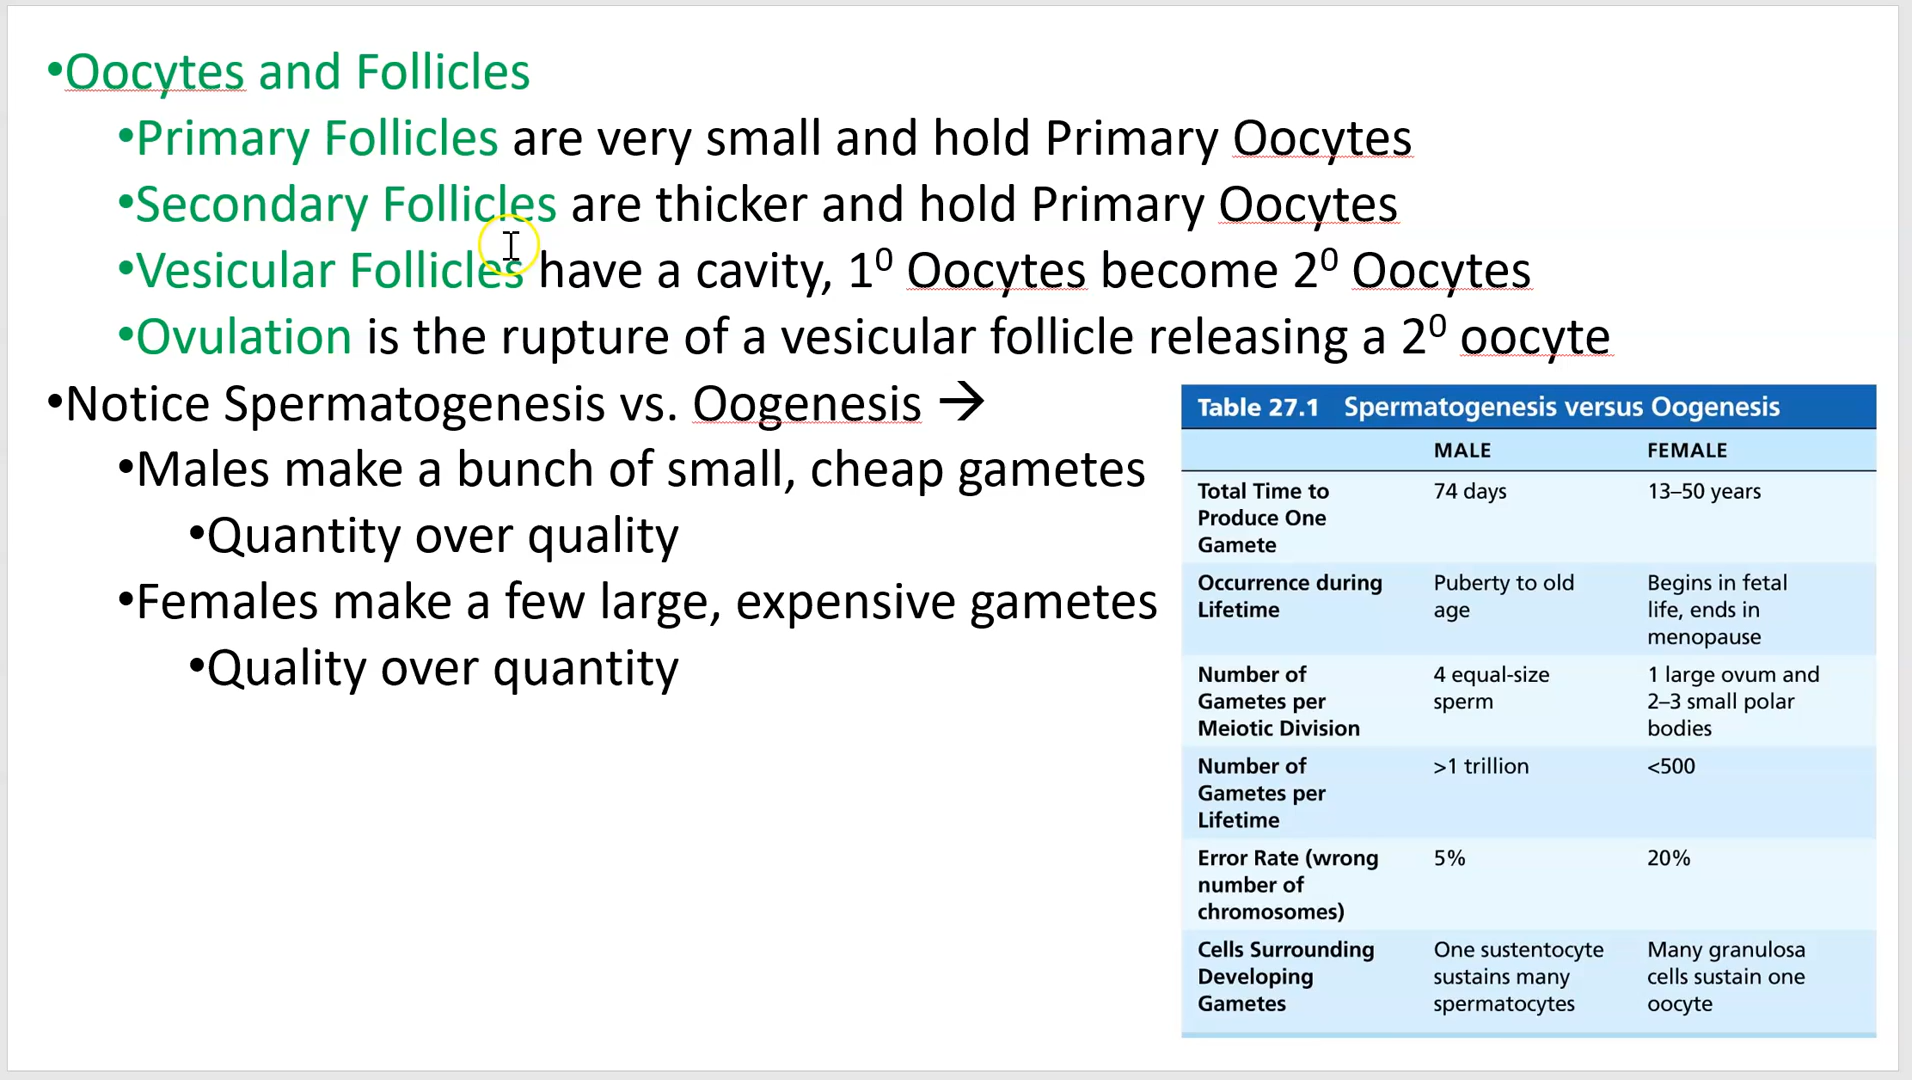 •Oocytes and Follicles
•Primary Follicles are very small and hold Primary Oocytes
•Secondary Follicles are thicker and hold Primary Oocytes
•Vesicular Follicles have a cavity, 1⁰ Oocytes become 2⁰ Oocytes
•Ovulation is the rupture of a vesicular follicle releasing a 2⁰ oocyte
•Notice Spermatogenesis vs. Oogenesis →
•Males make a bunch of small, cheap gametes
•Quantity over quality
•Females make a few large, expensive gametes
•Quality over quantity
Table 27.1 Spermatogenesis versus Oogenesis
MALE FEMALE
Total Time to 74 days 13–50 years
Produce One
Gamete
Occurrence during Puberty to old Begins in fetal
Lifetime age life, ends in
menopause
Number of 4 equal-size 1 large ovum and
Gametes per sperm 2–3 small polar
Meiotic Division bodies
Number of >1 trillion <500
Gametes per
Lifetime
Error Rate (wrong 5% 20%
number of
chromosomes)
Cells Surrounding One sustentocyte Many granulosa
Developing sustains many cells sustain one
Gametes spermatocytes oocyte